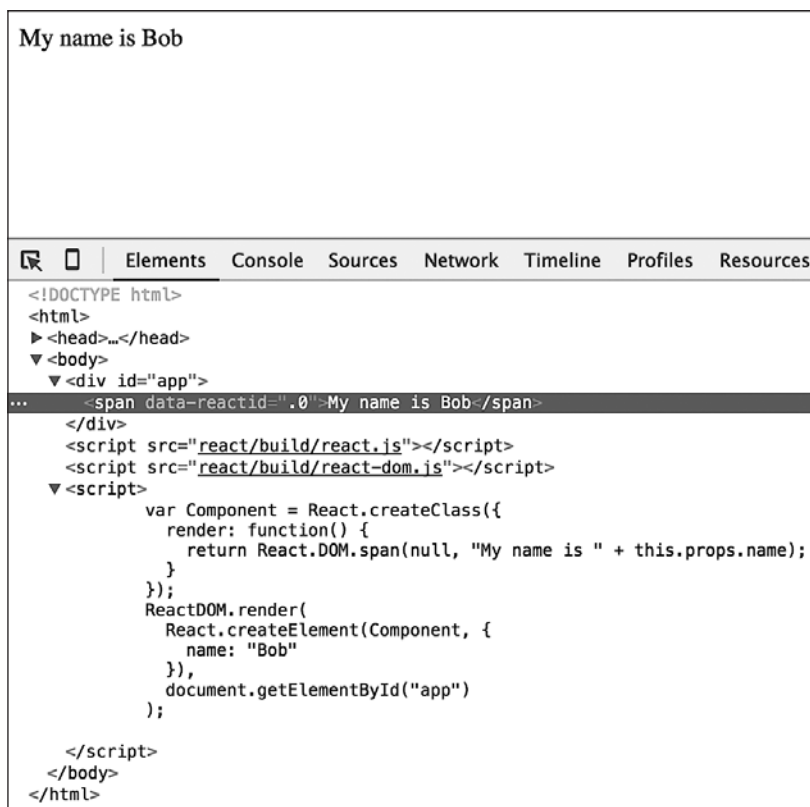 My name is Bob
Elements Console Sources Network Timeline Profiles Resources
<!DOCTYPE html>
<html>
▶<head>…</head>
▼<body>
▼<div id="app">
... <span data-reactid=".0">My name is Bob</span>
</div>
<script src="react/build/react.js"></script>
<script src="react/build/react-dom.js"></script>
▼<script>
var Component = React.createClass({
render: function() {
return React.DOM.span(null, "My name is " + this.props.name);
}
});
ReactDOM.render(
React.createElement(Component, {
name: "Bob"
}),
document.getElementById("app")
);
</script>
</body>
</html>